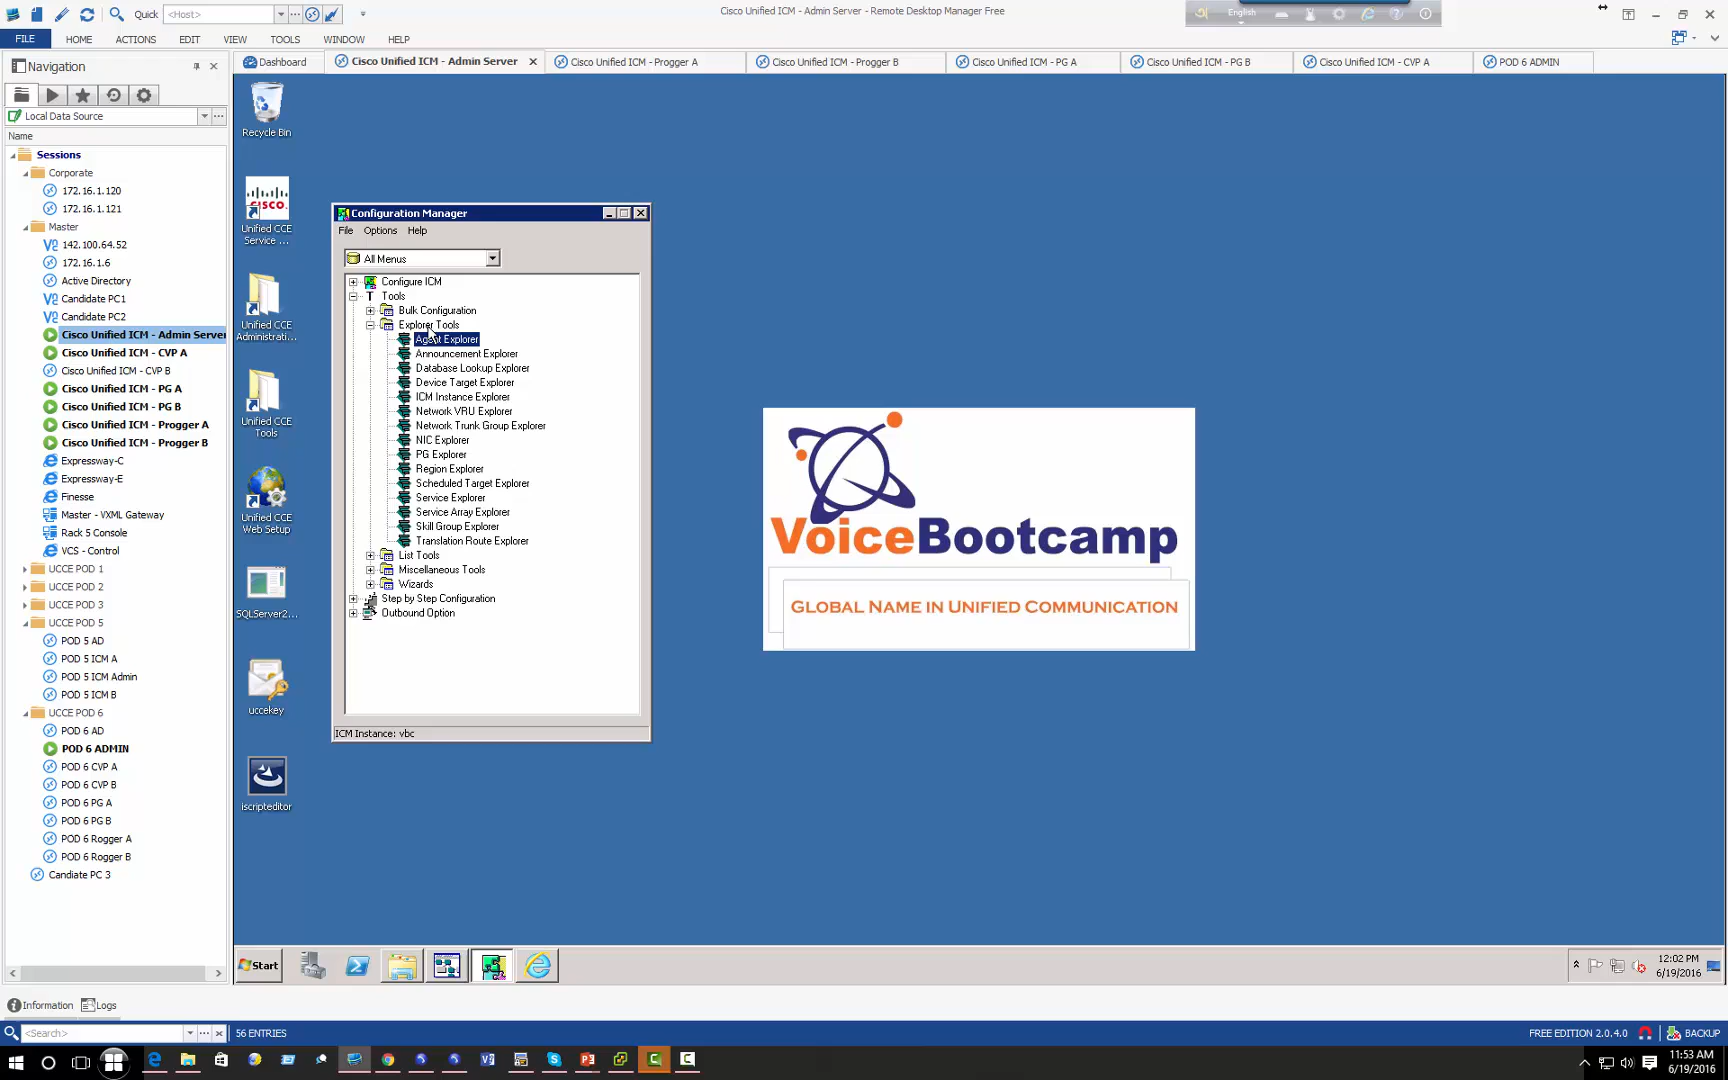 Quick
<Host>
Cisco Unified ICM - Admin Server - Remote Desktop Manager Free
English
FILE HOME ACTIONS EDIT VIEW TOOLS WINDOW HELP
Navigation
Dashboard
Cisco Unified ICM - Admin Server
Cisco Unified ICM - Progger A
Cisco Unified ICM - Progger B
Cisco Unified ICM - PG A
Cisco Unified ICM - PG B
Cisco Unified ICM - CVP A
POD 6 ADMIN
Local Data Source
Name
Sessions
Corporate
172.16.1.120
172.16.1.121
Master
142.100.64.52
172.16.1.6
Active Directory
Candidate PC1
Candidate PC2
Cisco Unified ICM - Admin Server
Cisco Unified ICM - CVP A
Cisco Unified ICM - CVP B
Cisco Unified ICM - PG A
Cisco Unified ICM - PG B
Cisco Unified ICM - Progger A
Cisco Unified ICM - Progger B
Expressway-C
Expressway-E
Finesse
Master - VXML Gateway
Rack 5 Console
VCS - Control
UCCE POD 1
UCCE POD 2
UCCE POD 3
UCCE POD 5
POD 5 AD
POD 5 ICM A
POD 5 ICM Admin
POD 5 ICM B
UCCE POD 6
POD 6 AD
POD 6 ADMIN
POD 6 CVP A
POD 6 CVP B
POD 6 PG A
POD 6 PG B
POD 6 Rogger A
POD 6 Rogger B
Candiate PC 3
Recycle Bin
CISCO
Unified CCE
Service ...
Unified CCE
Administrati...
Unified CCE
Tools
Unified CCE
Web Setup
SQLServer2...
uccekey
iscripteditor
Configuration Manager
File Options Help
All Menus
Configure ICM
Tools
Bulk Configuration
Explorer Tools
Agent Explorer
Announcement Explorer
Database Lookup Explorer
Device Target Explorer
ICM Instance Explorer
Network VRU Explorer
Network Trunk Group Explorer
NIC Explorer
PG Explorer
Region Explorer
Scheduled Target Explorer
Service Explorer
Service Array Explorer
Skill Group Explorer
Translation Route Explorer
List Tools
Miscellaneous Tools
Wizards
Step by Step Configuration
Outbound Option
ICM Instance: vbc
VoiceBootcamp
GLOBAL NAME IN UNIFIED COMMUNICATION
Start
12:02 PM
6/19/2016
Information Logs
<Search>
56 ENTRIES
FREE EDITION 2.0.4.0
BACKUP
11:53 AM
6/19/2016